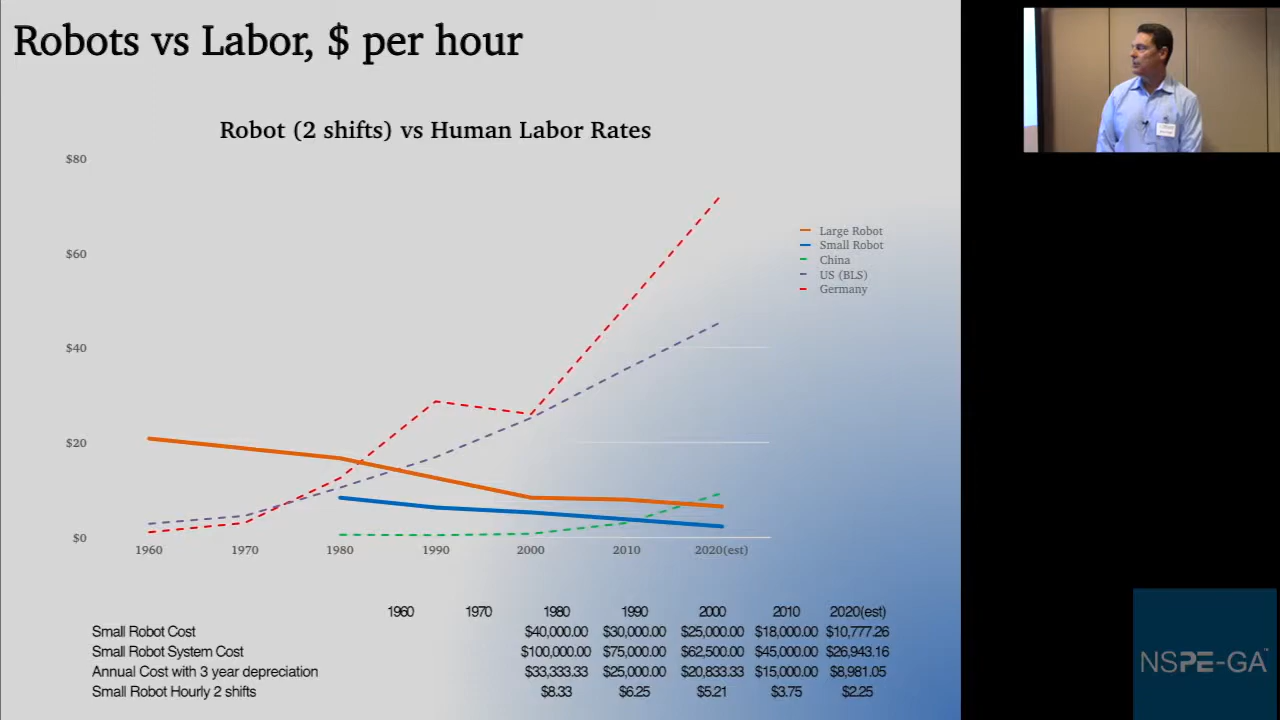 Robots vs Labor, $ per hour
Robot (2 shifts) vs Human Labor Rates
$80
$60
$40
$20
$0
1960 1970 1980 1990 2000 2010 2020(est)
Large Robot
Small Robot
China
US (BLS)
Germany
1960 1970 1980 1990 2000 2010 2020(est)
Small Robot Cost $40,000.00 $30,000.00 $25,000.00 $18,000.00 $10,777.26
Small Robot System Cost $100,000.00 $75,000.00 $62,500.00 $45,000.00 $26,943.16
Annual Cost with 3 year depreciation $33,333.33 $25,000.00 $20,833.33 $15,000.00 $8,981.05
Small Robot Hourly 2 shifts $8.33 $6.25 $5.21 $3.75 $2.25
NSPE-GA™